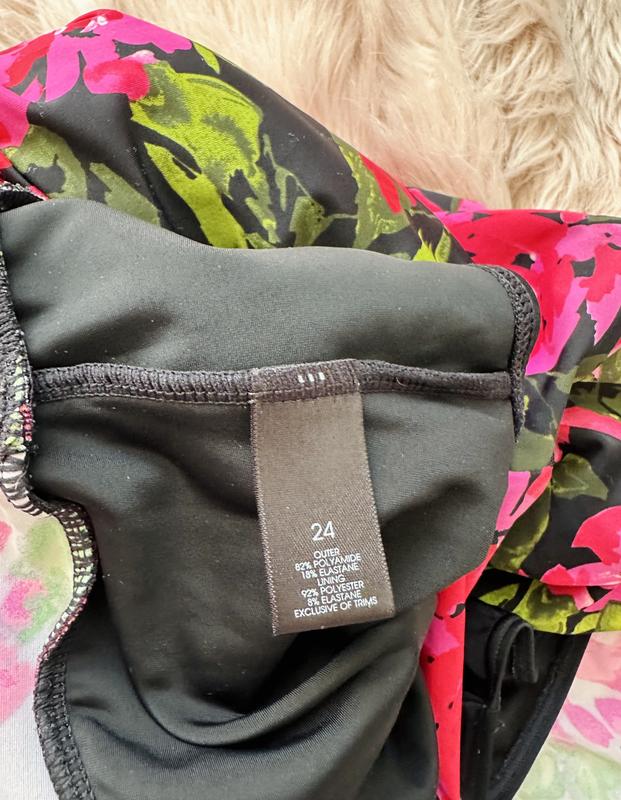 24
OUTER
82% POLYAMIDE
18% ELASTANE
LINING
92% POLYESTER
8% ELASTANE
EXCLUSIVE OF TRIMS